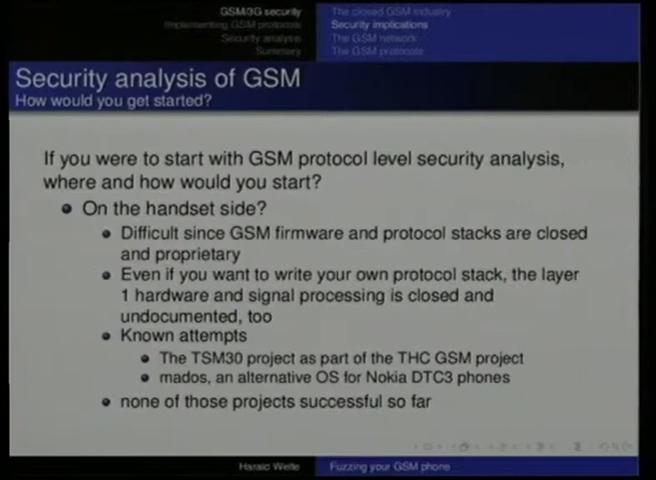 GSM/3G security
Implementing GSM protocols
Security analysis
Summary
The closed GSM industry
Security implications
The GSM network
The GSM protocols
Security analysis of GSM
How would you get started?
If you were to start with GSM protocol level security analysis,
where and how would you start?
On the handset side?
Difficult since GSM firmware and protocol stacks are closed
and proprietary
Even if you want to write your own protocol stack, the layer
1 hardware and signal processing is closed and
undocumented, too
Known attempts
The TSM30 project as part of the THC GSM project
mados, an alternative OS for Nokia DTC3 phones
none of those projects successful so far
Harald Welte
Fuzzing your GSM phone